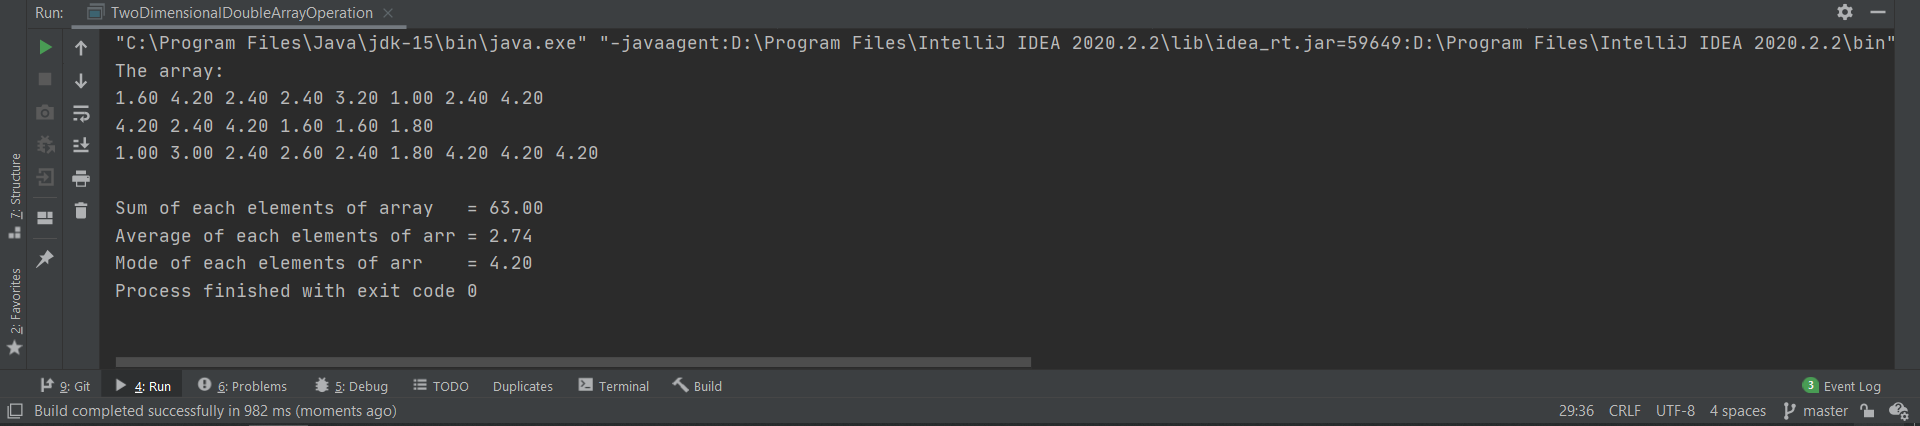 Run: TwoDimensionalDoubleArrayOperation
"C:\Program Files\Java\jdk-15\bin\java.exe" "-javaagent:D:\Program Files\IntelliJ IDEA 2020.2.2\lib\idea_rt.jar=59649:D:\Program Files\IntelliJ IDEA 2020.2.2\bin"
The array:
1.60 4.20 2.40 2.40 3.20 1.00 2.40 4.20
4.20 2.40 4.20 1.60 1.60 1.80
1.00 3.00 2.40 2.60 2.40 1.80 4.20 4.20 4.20
Sum of each elements of array   = 63.00
Average of each elements of arr = 2.74
Mode of each elements of arr    = 4.20
Process finished with exit code 0
7: Structure
2: Favorites
9: Git 4: Run 6: Problems 5: Debug TODO Duplicates Terminal Build 3 Event Log
Build completed successfully in 982 ms (moments ago) 29:36 CRLF UTF-8 4 spaces master